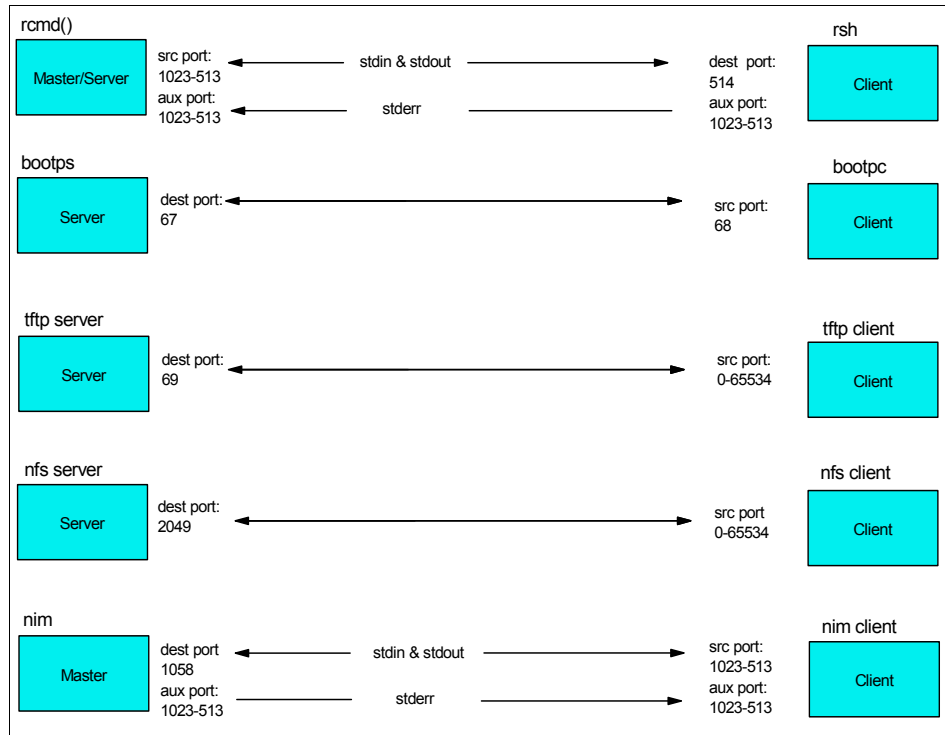 rcmd()
rsh
Master/Server
src port:
1023-513
aux port:
1023-513
stdin & stdout
stderr
dest port:
514
aux port:
1023-513
Client
bootps
bootpc
Server
dest port:
67
src port:
68
Client
tftp server
tftp client
Server
dest port:
69
src port:
0-65534
Client
nfs server
nfs client
Server
dest port:
2049
src port
0-65534
Client
nim
nim client
Master
dest port
1058
aux port:
1023-513
stdin & stdout
stderr
src port:
1023-513
aux port:
1023-513
Client